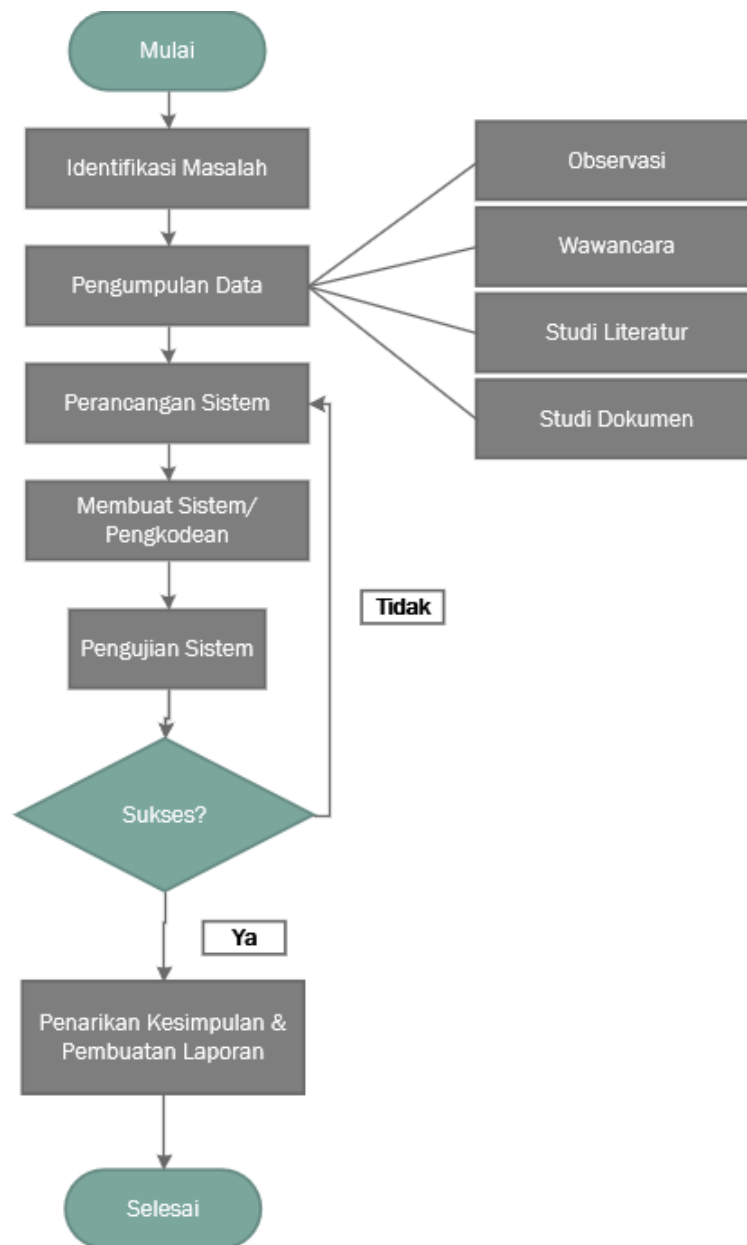 Mulai
Identifikasi Masalah
Pengumpulan Data
Observasi
Wawancara
Studi Literatur
Studi Dokumen
Perancangan Sistem
Membuat Sistem/
Pengkodean
Pengujian Sistem
Tidak
Sukses?
Ya
Penarikan Kesimpulan &
Pembuatan Laporan
Selesai